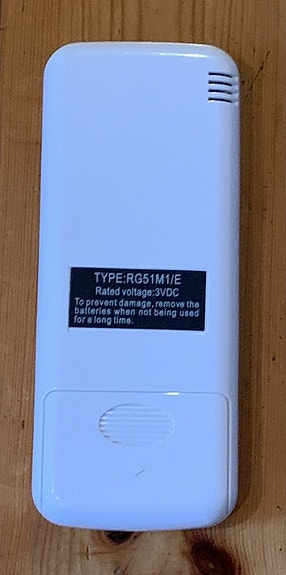 TYPE:RG51M1/E
Rated voltage:3VDC
To prevent damage, remove the
batteries when not being used
for a long time.